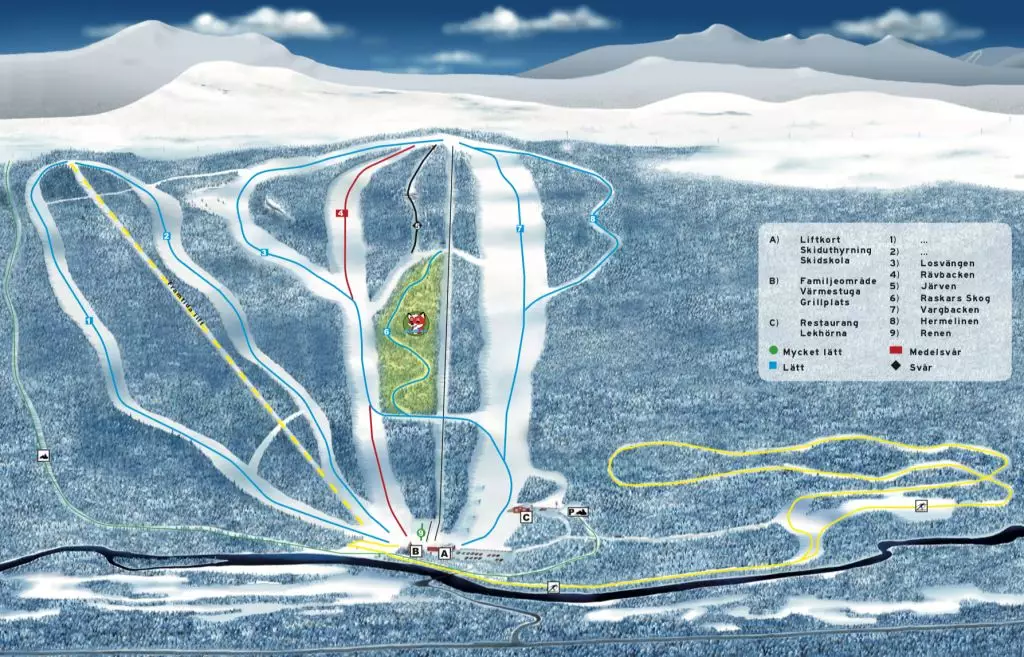 2
4
3
5
7
8
1
6
Framtida lift
A) Liftkort
Skiduthyrning
Skidskola
B) Familjeområde
Värmestuga
Grillplats
C) Restaurang
Lekhörna
Mycket lätt
Lätt
1) ...
2) ...
3) Losvängen
4) Rävbacken
5) Järven
6) Raskars Skog
7) Vargbacken
8) Hermelinen
9) Renen
Medelsvår
Svår
P
C
B
A